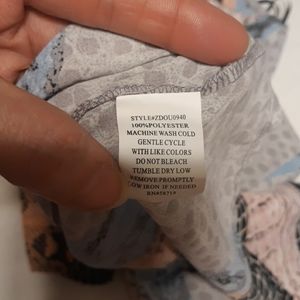 STYLE#ZDOU0940
100%POLYESTER
MACHINE WASH COLD
GENTLE CYCLE
WITH LIKE COLORS
DO NOT BLEACH
TUMBLE DRY LOW
REMOVE PROMPTLY
LOW IRON IF NEEDED